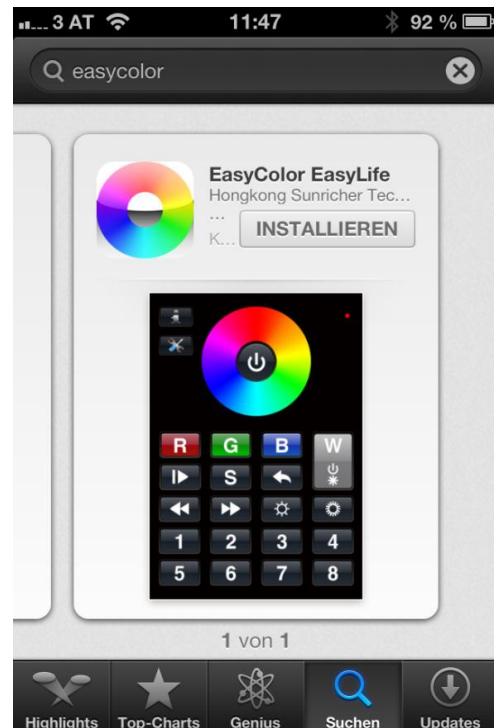 3 AT 11:47 92 %
easycolor
EasyColor EasyLife
Hongkong Sunricher Tec...
...
K... INSTALLIEREN
R G B W
S
1 2 3 4
5 6 7 8
1 von 1
Highlights Top-Charts Genius Suchen Updates